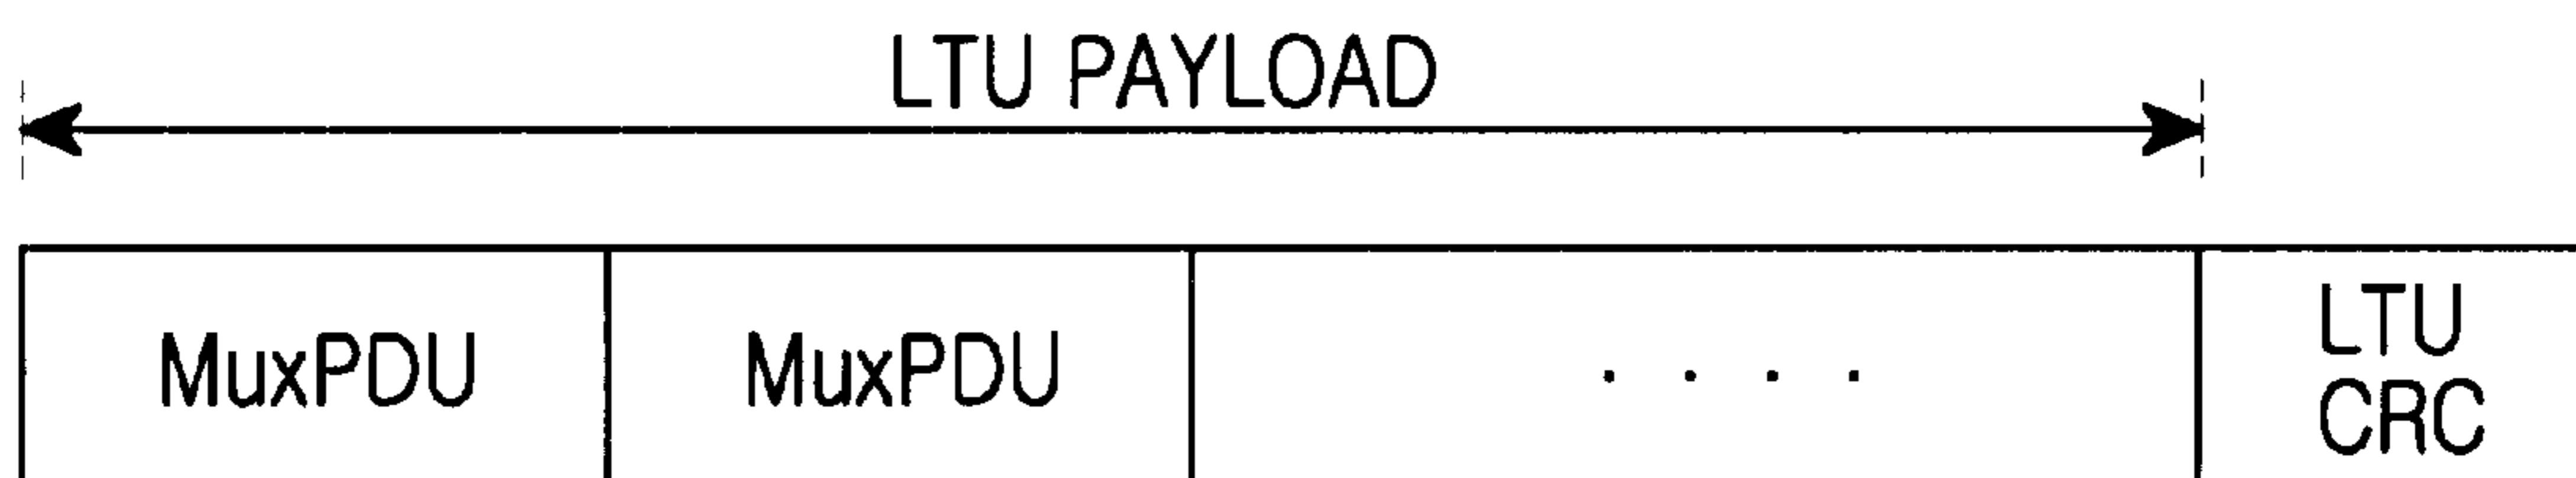 LTU PAYLOAD
MuxPDU
MuxPDU
. . . .
LTU
CRC